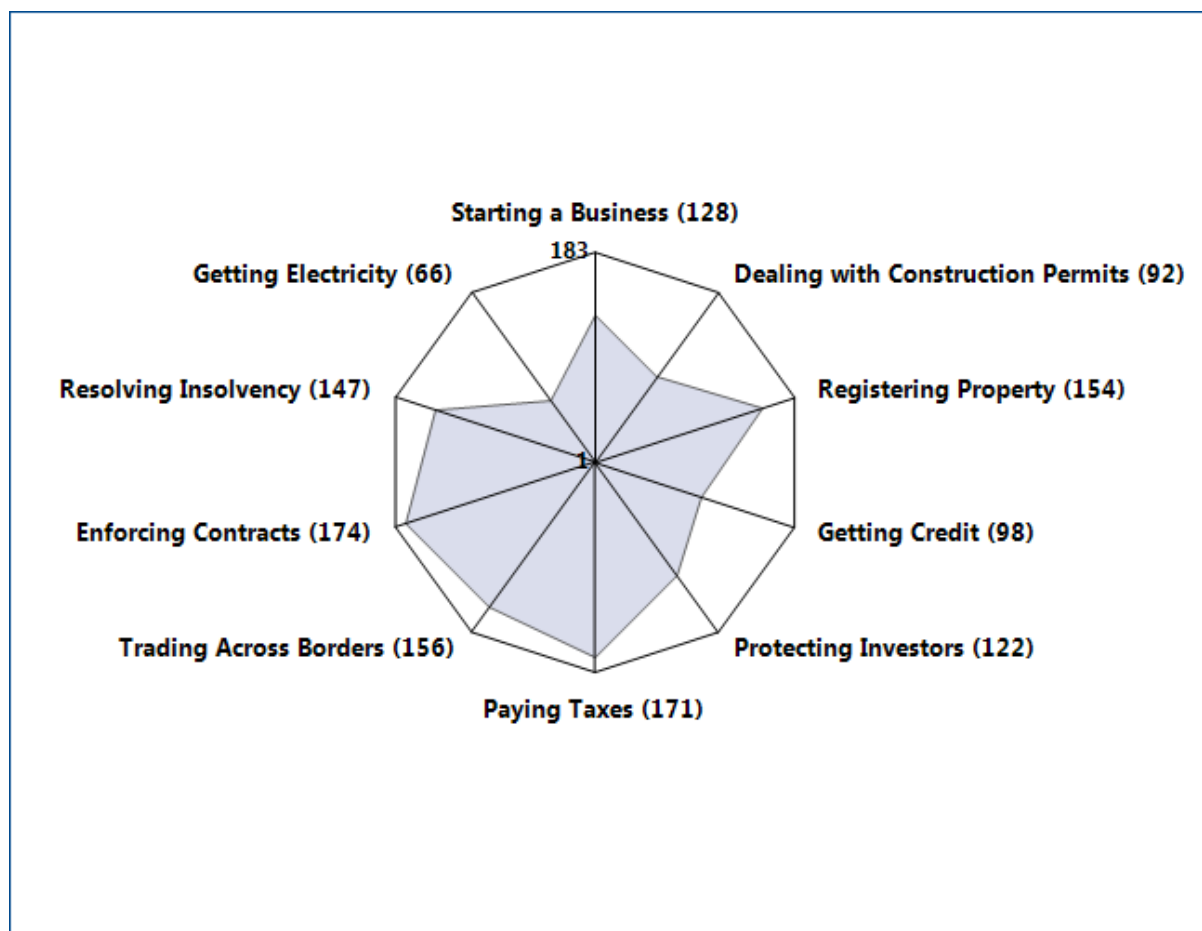 Starting a Business (128)
183
Getting Electricity (66)
Dealing with Construction Permits (92)
Resolving Insolvency (147)
Registering Property (154)
1
Enforcing Contracts (174)
Getting Credit (98)
Trading Across Borders (156)
Protecting Investors (122)
Paying Taxes (171)